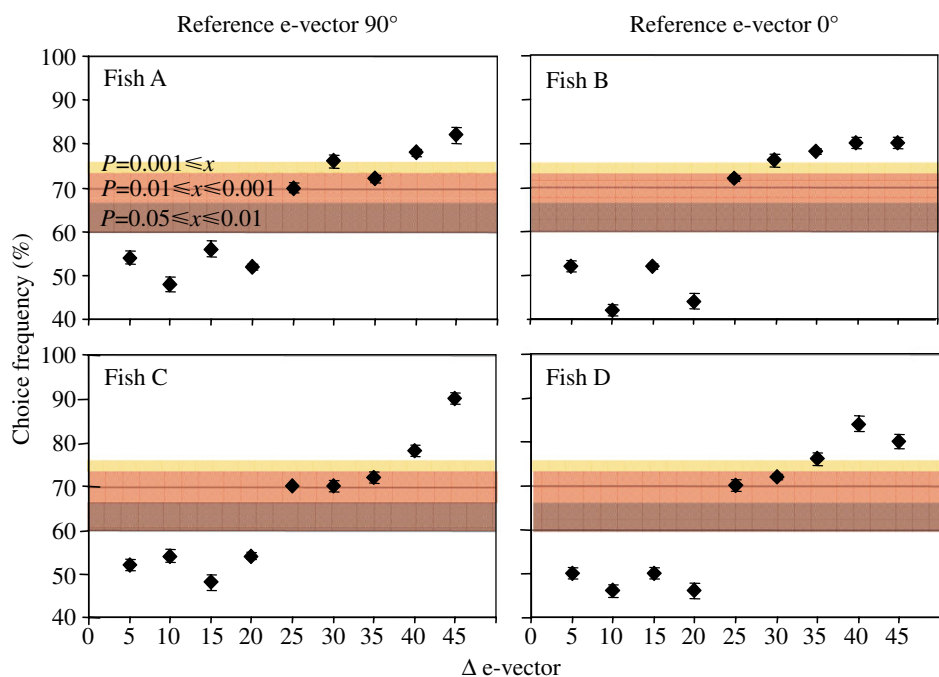 Reference e-vector 90° Reference e-vector 0°
100
90
80
70
60
50
40
Fish A
P=0.001⩽x
P=0.01⩽x⩽0.001
P=0.05⩽x⩽0.01
Fish B
Choice frequency (%)
100
90
80
70
60
50
40
Fish C
Fish D
0 5 10 15 20 25 30 35 40 45
0 5 10 15 20 25 30 35 40 45
Δ e-vector